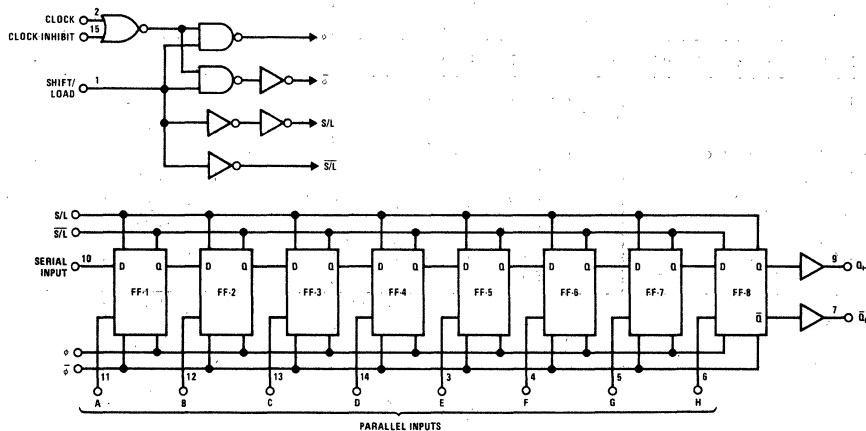 CLOCK 2
CLOCK INHIBIT 15
φ
SHIFT/
LOAD 1
φ̅
S/L
S̅/̅L̅
S/L
S̅/̅L̅
SERIAL
INPUT 10
D Q D Q D Q D Q D Q D Q D Q D Q 9
FF-1 FF-2 FF-3 FF-4 FF-5 FF-6 FF-7 FF-8
Q̅ 7
φ
φ̅
11 12 13 14 3 4 5 6
A B C D E F G H
PARALLEL INPUTS